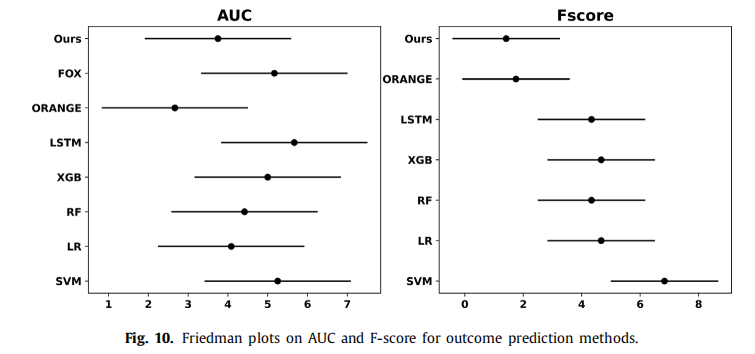 AUC
Ours
FOX
ORANGE
LSTM
XGB
RF
LR
SVM
1 2 3 4 5 6 7
Fscore
Ours
ORANGE
LSTM
XGB
RF
LR
SVM
0 2 4 6 8
Fig. 10. Friedman plots on AUC and F-score for outcome prediction methods.